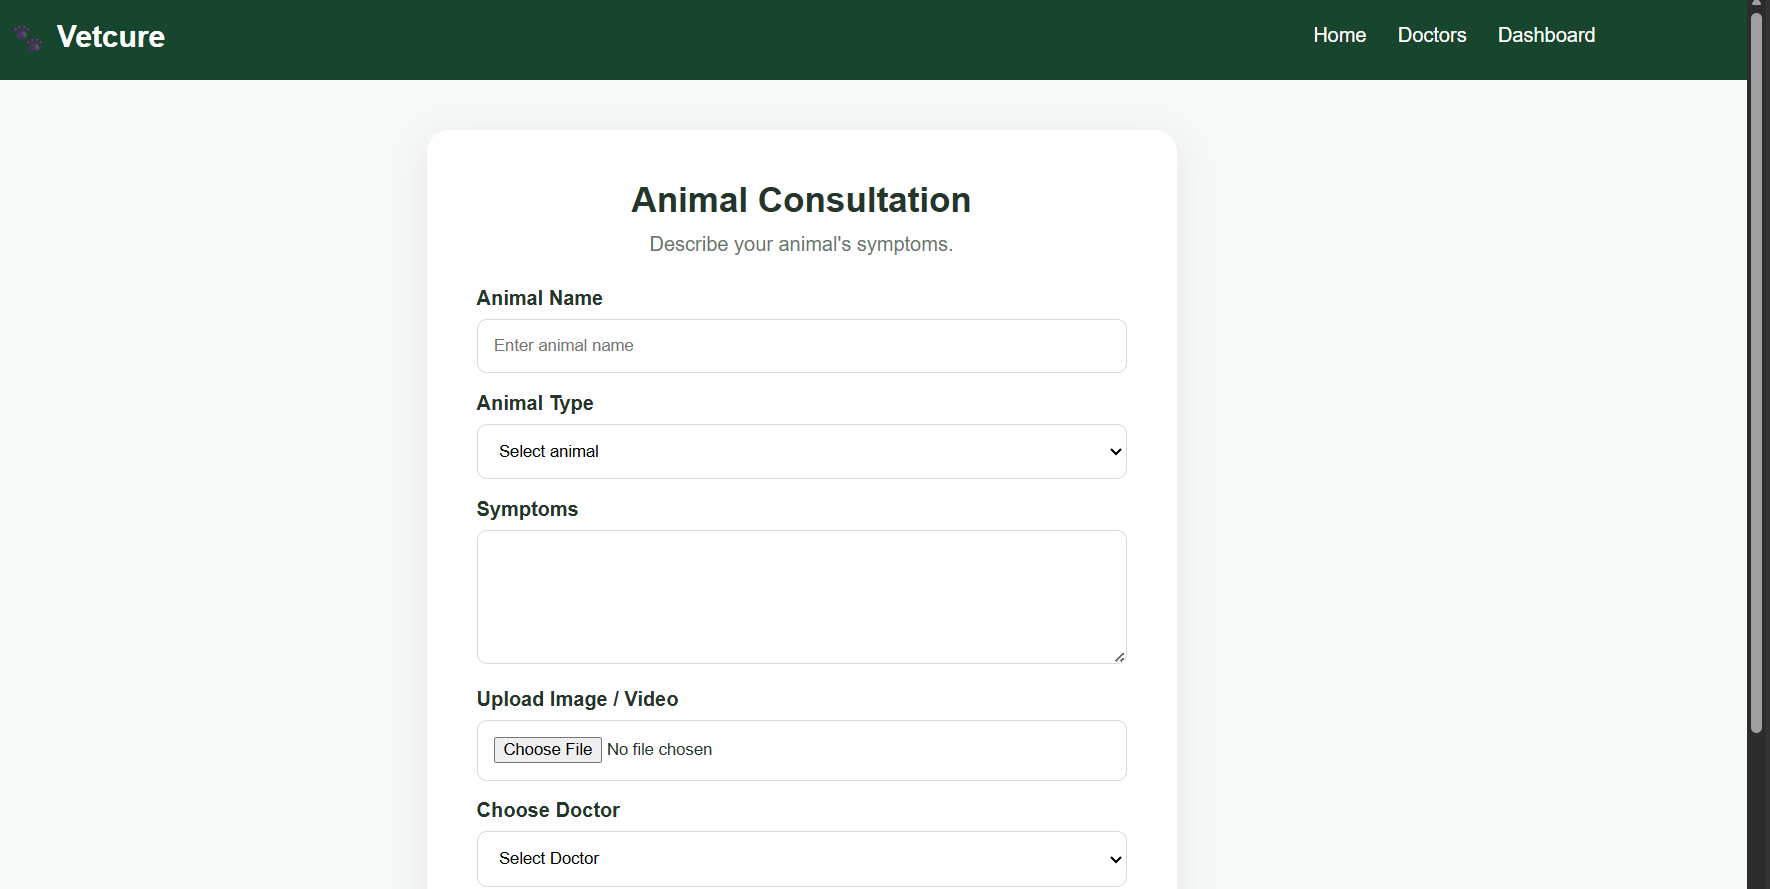 Vetcure
Home Doctors Dashboard
Animal Consultation
Describe your animal's symptoms.
Animal Name
Enter animal name
Animal Type
Select animal
Symptoms
Upload Image / Video
Choose File No file chosen
Choose Doctor
Select Doctor